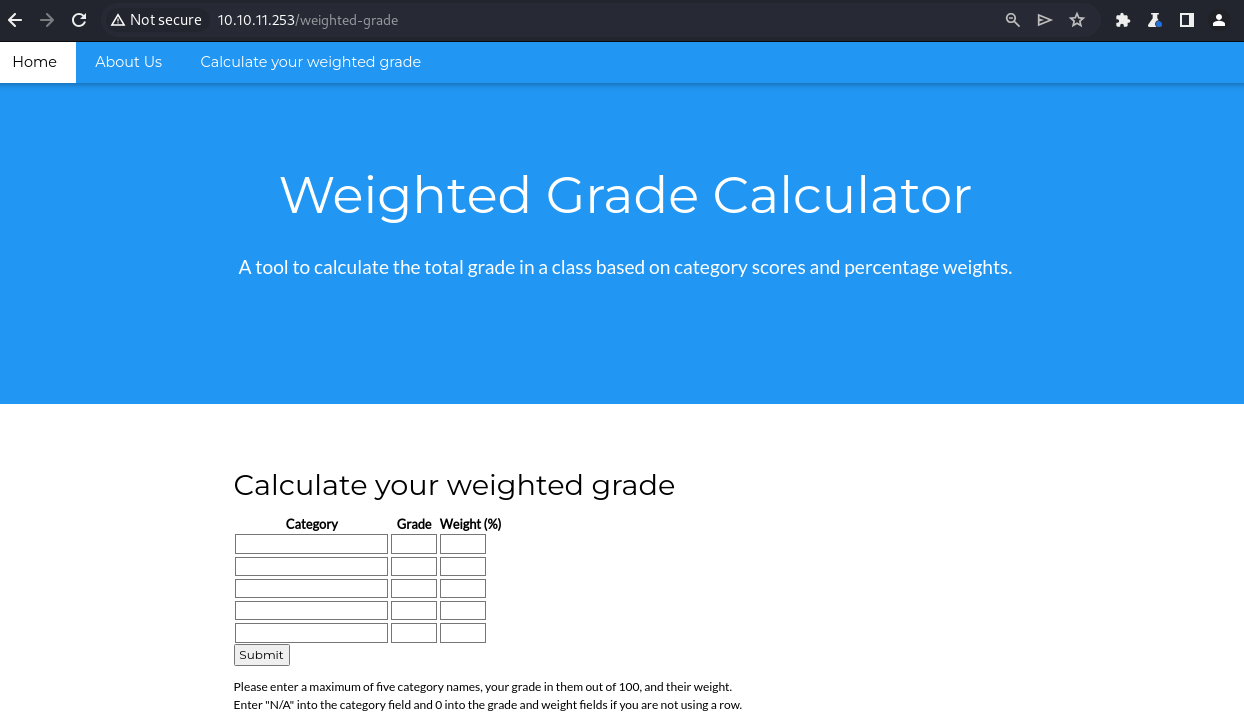 Not secure 10.10.11.253/weighted-grade
Home About Us Calculate your weighted grade
Weighted Grade Calculator
A tool to calculate the total grade in a class based on category scores and percentage weights.
Calculate your weighted grade
Category Grade Weight (%)
Submit
Please enter a maximum of five category names, your grade in them out of 100, and their weight.
Enter "N/A" into the category field and 0 into the grade and weight fields if you are not using a row.